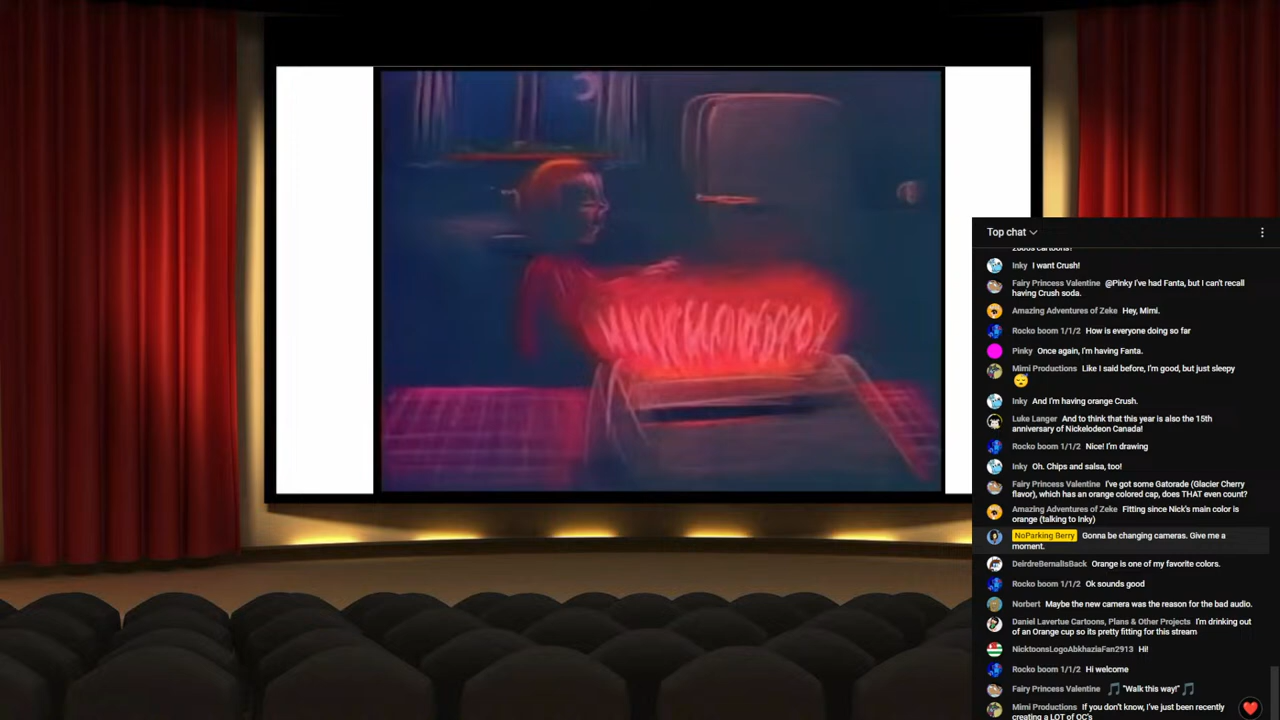 Top chat
2000s cartoons!
Inky I want Crush!
Fairy Princess Valentine @Pinky I've had Fanta, but I can't recall
having Crush soda.
Amazing Adventures of Zeke Hey, Mimi.
Rocko boom 1/1/2 How is everyone doing so far
Pinky Once again, I'm having Fanta.
Mimi Productions Like I said before, I'm good, but just sleepy
😴
Inky And I'm having orange Crush.
Luke Langer And to think that this year is also the 15th
anniversary of Nickelodeon Canada!
Rocko boom 1/1/2 Nice! I'm drawing
Inky Oh. Chips and salsa, too!
Fairy Princess Valentine I've got some Gatorade (Glacier Cherry
flavor), which has an orange colored cap, does THAT even count?
Amazing Adventures of Zeke Fitting since Nick's main color is
orange (talking to Inky)
NoParking Berry Gonna be changing cameras. Give me a
moment.
DeirdreBernalIsBack Orange is one of my favorite colors.
Rocko boom 1/1/2 Ok sounds good
Norbert Maybe the new camera was the reason for the bad audio.
Daniel Lavertue Cartoons, Plans & Other Projects I'm drinking out
of an Orange cup so its pretty fitting for this stream
NicktoonsLogoAbkhaziaFan2913 Hi!
Rocko boom 1/1/2 Hi welcome
Fairy Princess Valentine 🎵 "Walk this way!" 🎵
Mimi Productions If you don't know, I've just been recently
creating a LOT of OC's